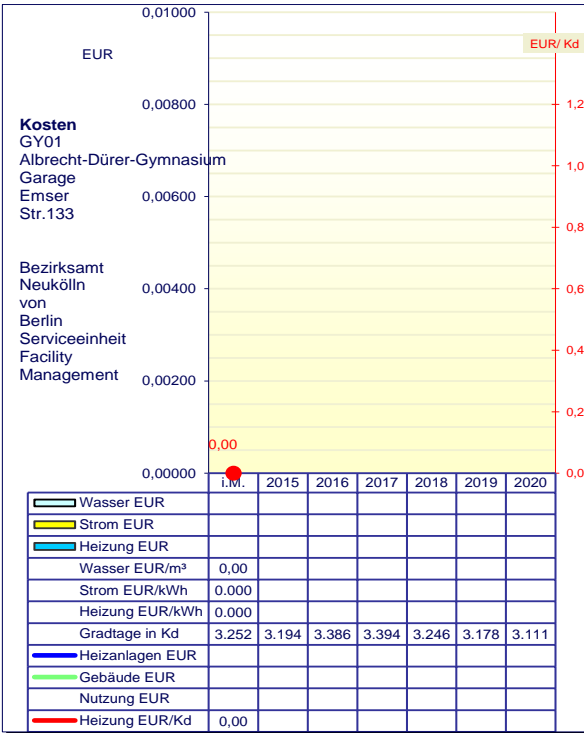 0,01000
EUR
EUR/ Kd
0,00800
1,2
Kosten
GY01
Albrecht-Dürer-Gymnasium
Garage
Emser
Str.133
1,0
0,00600
0,8
Bezirksamt
Neukölln
von
Berlin
Serviceeinheit
Facility
Management
0,00400
0,6
0,4
0,00200
0,2
0,00
0,00000
0,0
i.M. 2015 2016 2017 2018 2019 2020
Wasser EUR
Strom EUR
Heizung EUR
Wasser EUR/m³ 0,00
Strom EUR/kWh 0.000
Heizung EUR/kWh 0.000
Gradtage in Kd 3.252 3.194 3.386 3.394 3.246 3.178 3.111
Heizanlagen EUR
Gebäude EUR
Nutzung EUR
Heizung EUR/Kd 0,00